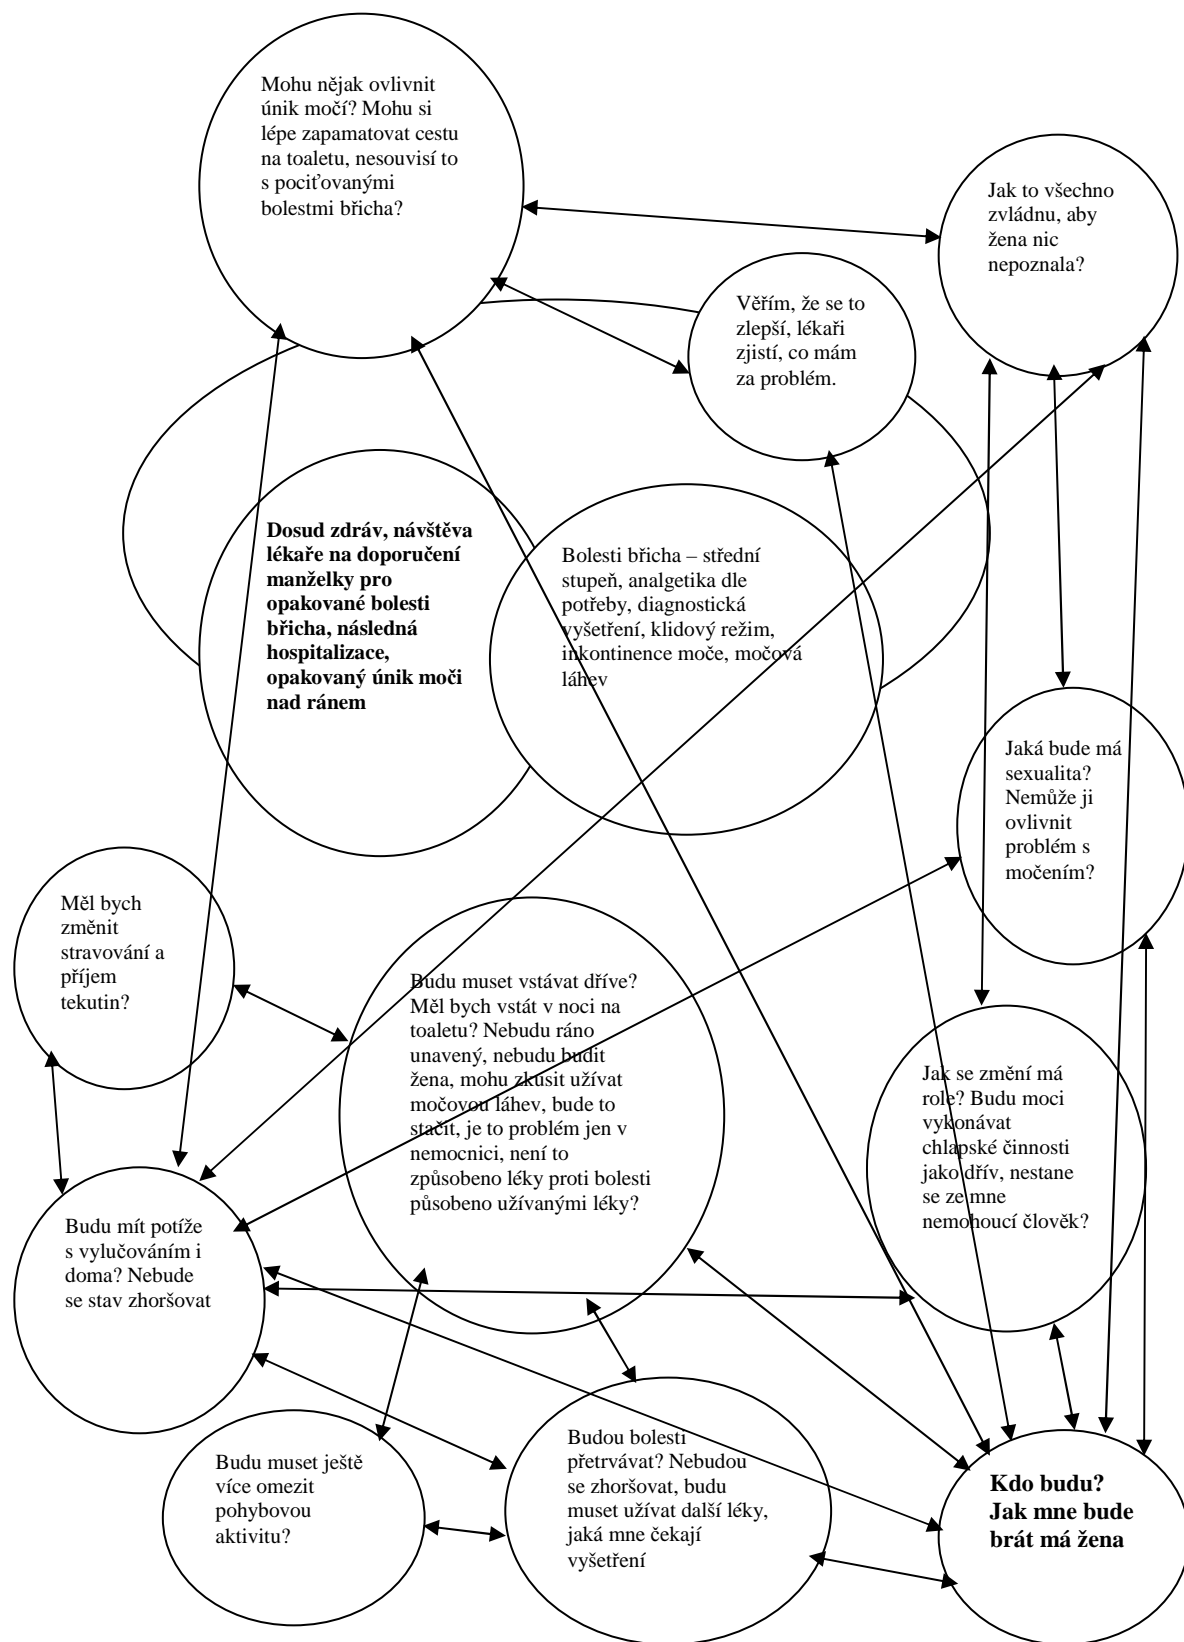 Mohu nějak ovlivnit
únik močí? Mohu si
lépe zapamatovat cestu
na toaletu, nesouvisí to
s pociťovanými
bolestmi břicha?
Jak to všechno
zvládnu, aby
žena nic
nepoznala?
Věřím, že se to
zlepší, lékaři
zjistí, co mám
za problém.
Dosud zdráv, návštěva
lékaře na doporučení
manželky pro
opakované bolesti
břicha, následná
hospitalizace,
opakovaný únik moči
nad ránem
Bolesti břicha – střední
stupeň, analgetika dle
potřeby, diagnostická
vyšetření, klidový režim,
inkontinence moče, močová
láhev
Jaká bude má
sexualita?
Nemůže ji
ovlivnit
problém s
močením?
Měl bych
změnit
stravování a
příjem
tekutin?
Budu muset vstávat dříve?
Měl bych vstát v noci na
toaletu? Nebudu ráno
unavený, nebudu budit
žena, mohu zkusit užívat
močovou láhev, bude to
stačit, je to problém jen v
nemocnici, není to
způsobeno léky proti bolesti
působeno užívanými léky?
Jak se změní má
role? Budu moci
vykonávat
chlapské činnosti
jako dřív, nestane
se ze mne
nemohoucí člověk?
Budu mít potíže
s vylučováním i
doma? Nebude
se stav zhoršovat
Budu muset ještě
více omezit
pohybovou
aktivitu?
Budou bolesti
přetrvávat? Nebudou
se zhoršovat, budu
muset užívat další léky,
jaká mne čekají
vyšetření
Kdo budu?
Jak mne bude
brát má žena